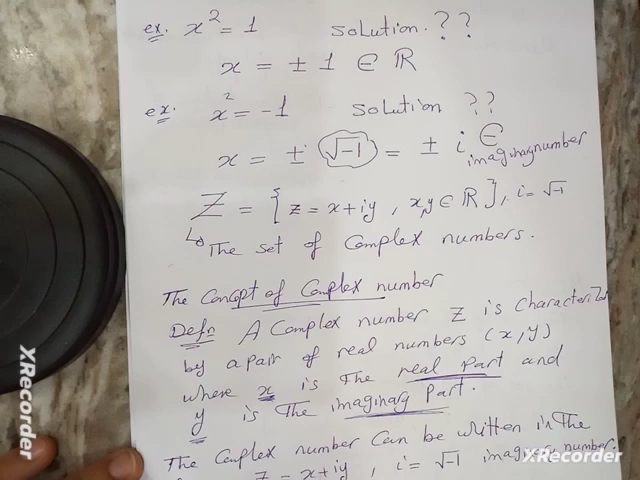 ex. x² = 1 solution. ??
x = ± 1 ∈ ℝ
ex. x² = -1 solution ??
x = ± √-1 = ± i ∈
imaginary number
Z = { z = x+iy , x,y ∈ ℝ }, i = √-1
↳ The set of Complex numbers.
The Concept of Complex number
Defn A Complex number Z is characteriz
by a pair of real numbers (x,y)
where x is The real part and
y is The imaginary part.
The Complex number Can be written in The
z = x+iy , i = √-1 imaginary number
XRecorder
XRecorder